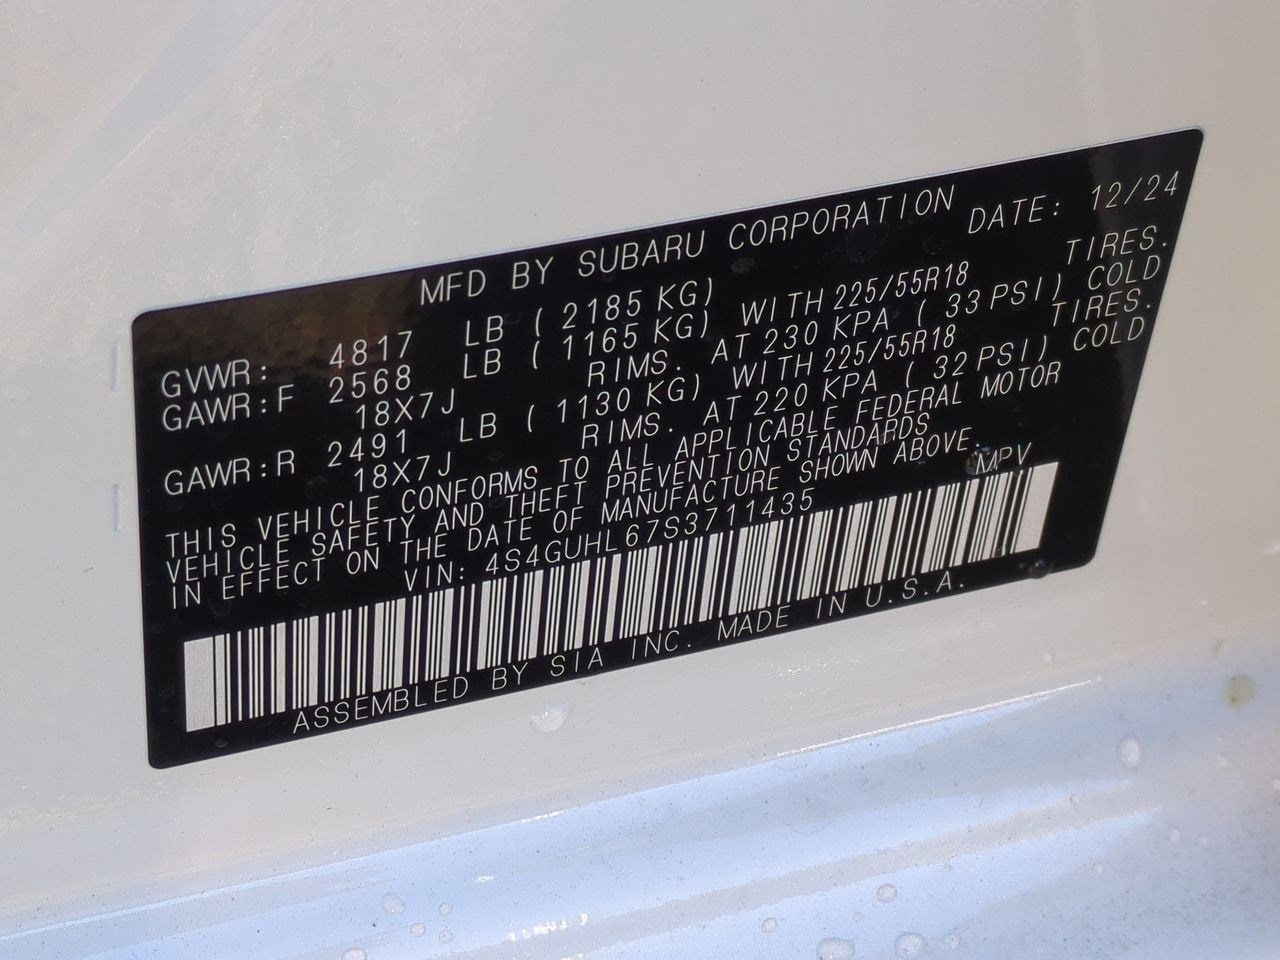 MFD BY SUBARU CORPORATION DATE: 12/24
GVWR: 4817 LB ( 2185 KG)
GAWR:F 2568 LB ( 1165 KG) WITH 225/55R18 TIRES.
18X7J RIMS. AT 230 KPA ( 33 PSI) COLD
GAWR:R 2491 LB ( 1130 KG) WITH 225/55R18 TIRES.
18X7J RIMS. AT 220 KPA ( 32 PSI) COLD
THIS VEHICLE CONFORMS TO ALL APPLICABLE FEDERAL MOTOR
VEHICLE SAFETY AND THEFT PREVENTION STANDARDS
IN EFFECT ON THE DATE OF MANUFACTURE SHOWN ABOVE.
VIN: 4S4GUHL67S3711435 MPV
ASSEMBLED BY SIA INC. MADE IN U.S.A.